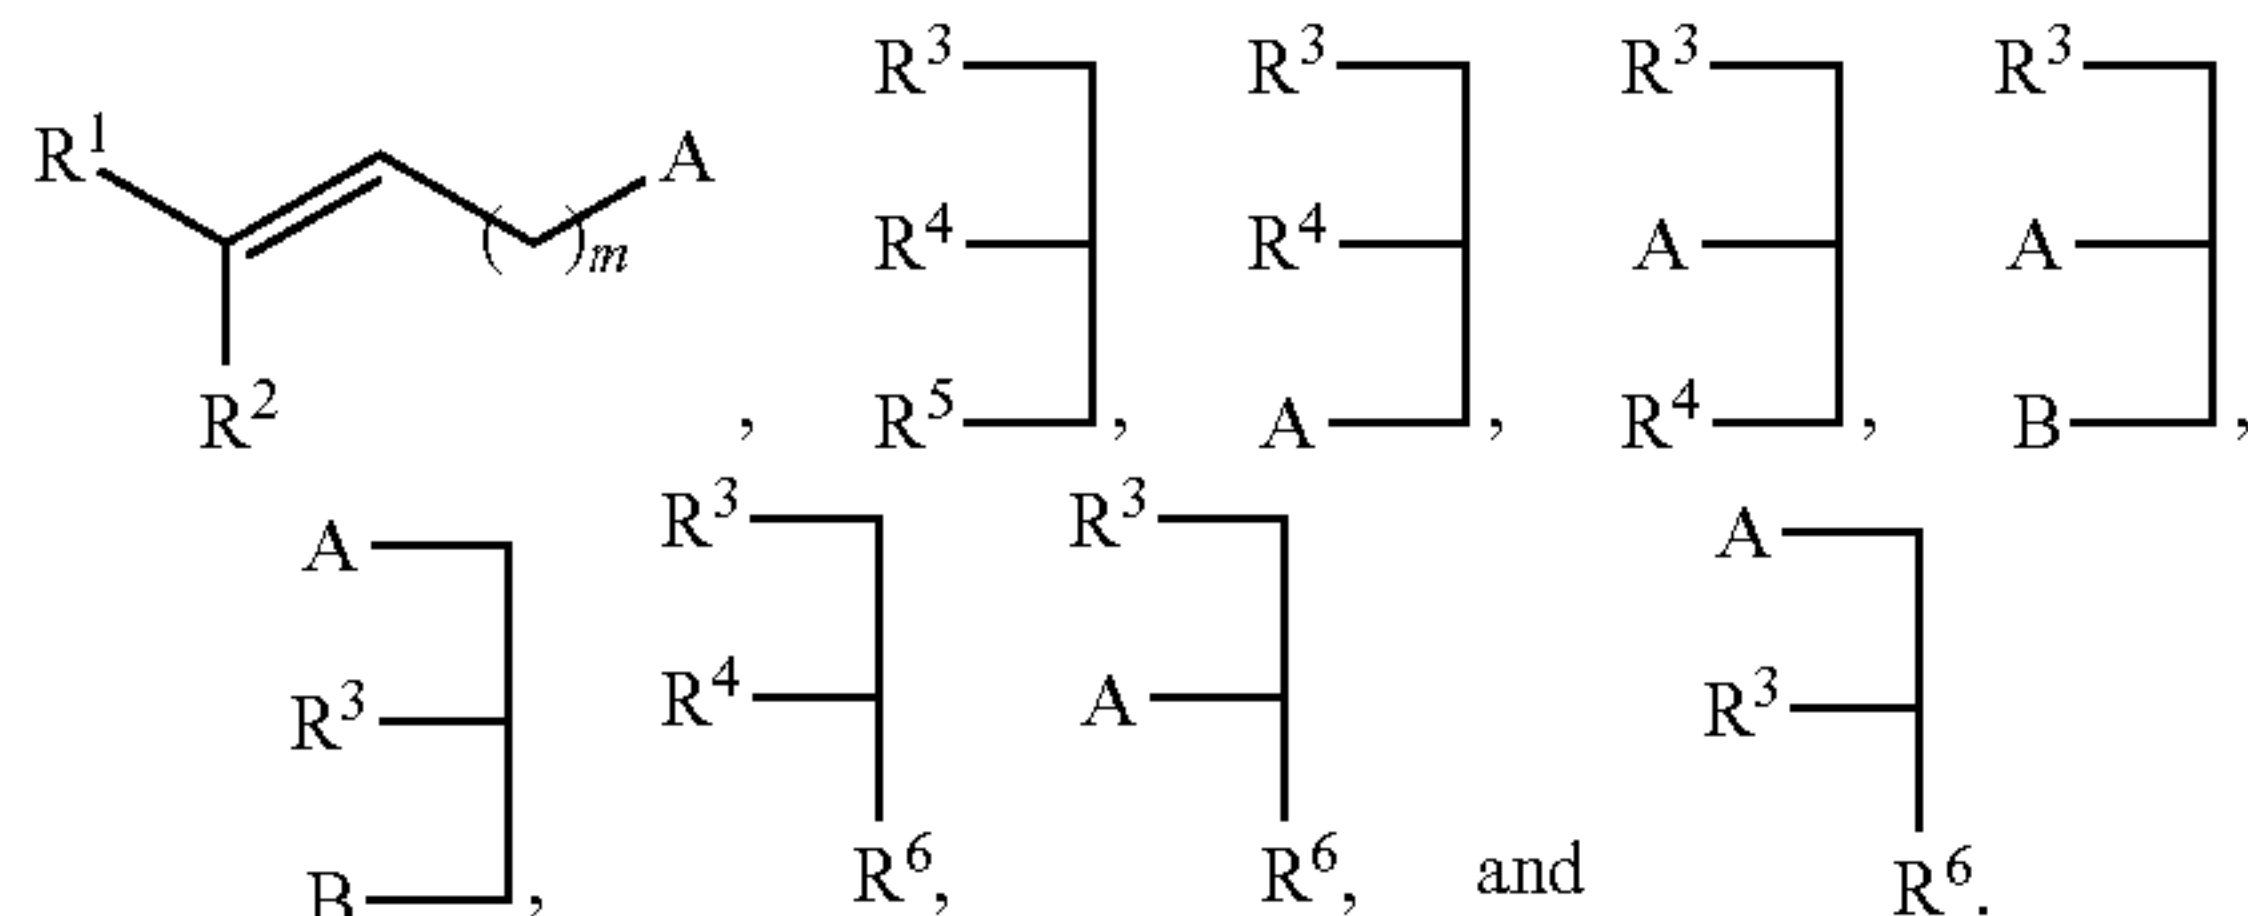 R³ R³ R³ R³
R¹ A
( )m
R⁴ R⁴ A A
R² , R⁵ , A , R⁴ , B ,
A R³ R³ A
R³ R⁴ A R³
B , R⁶, R⁶, and R⁶.